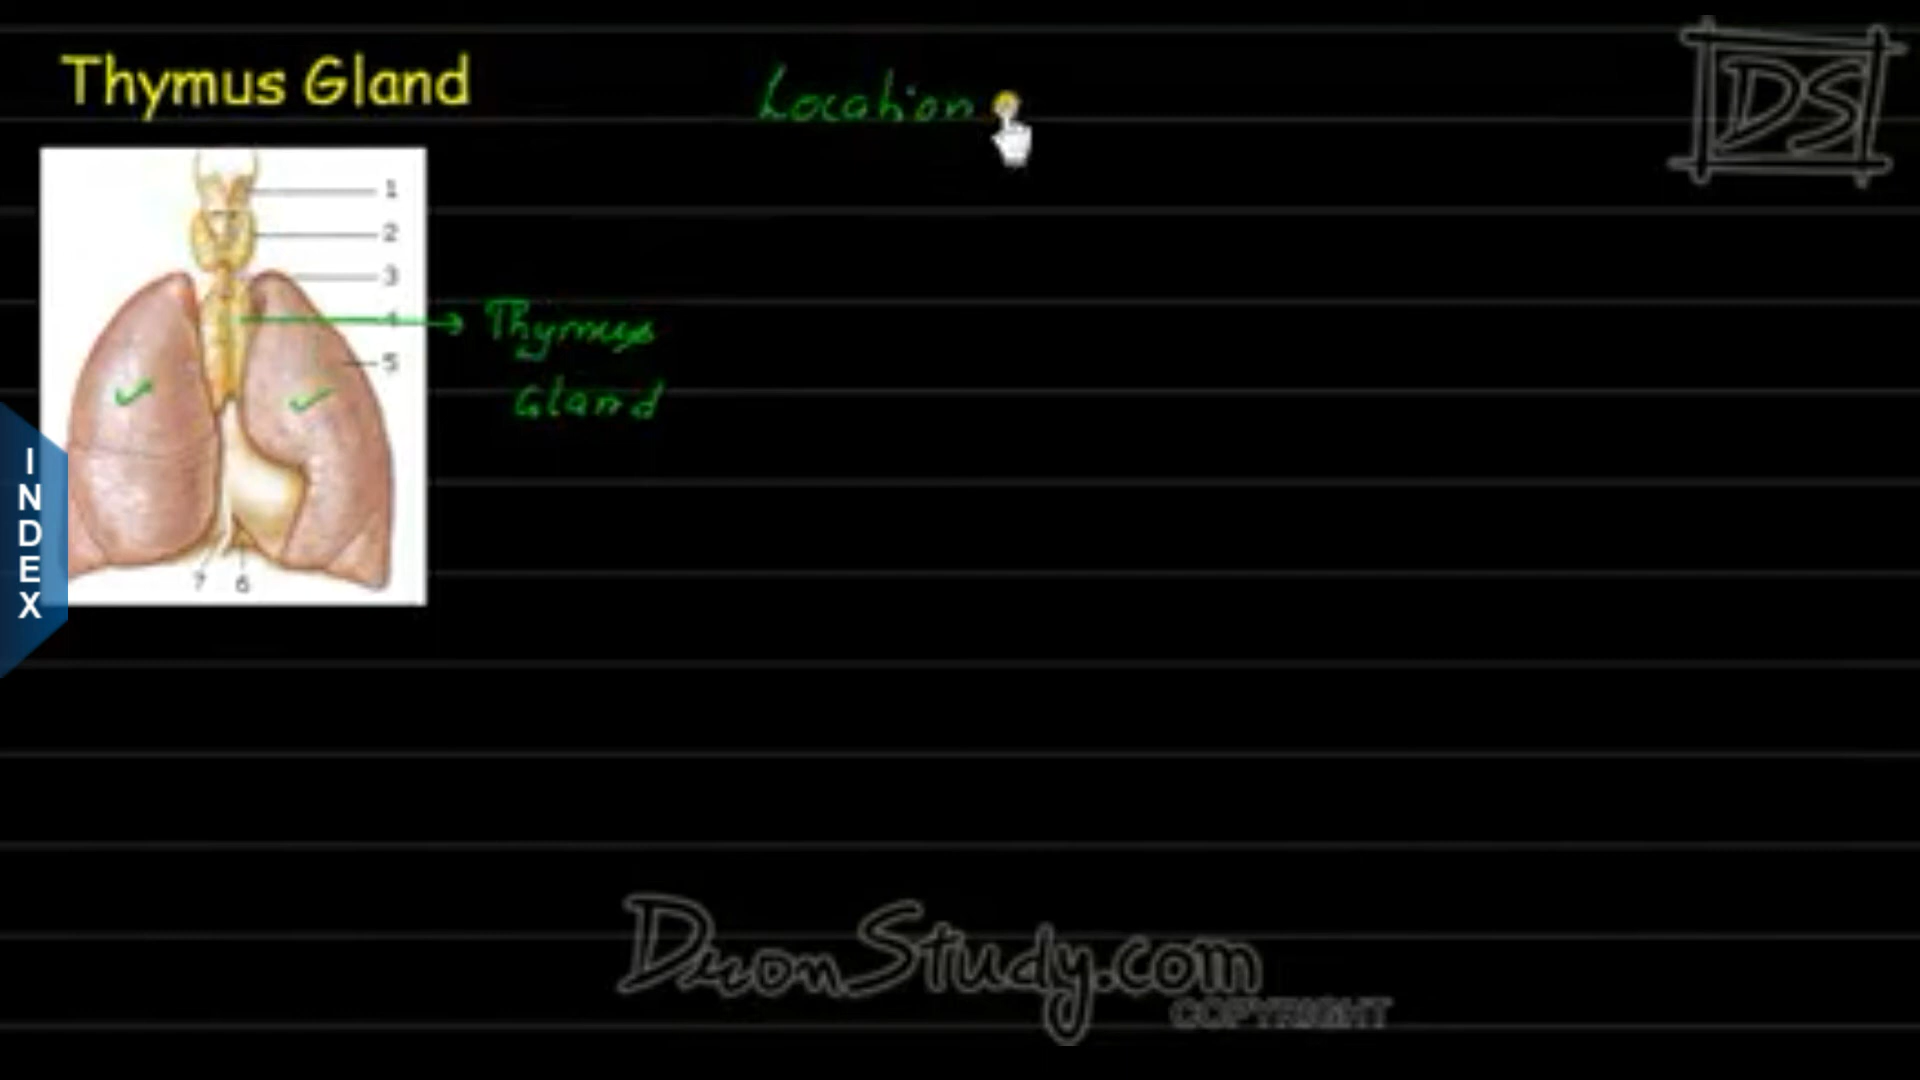 Thymus Gland
Location
DS
1
2
3
4
5
7 6
Thymus
Gland
INDEX
DronStudy.com
COPYRIGHT